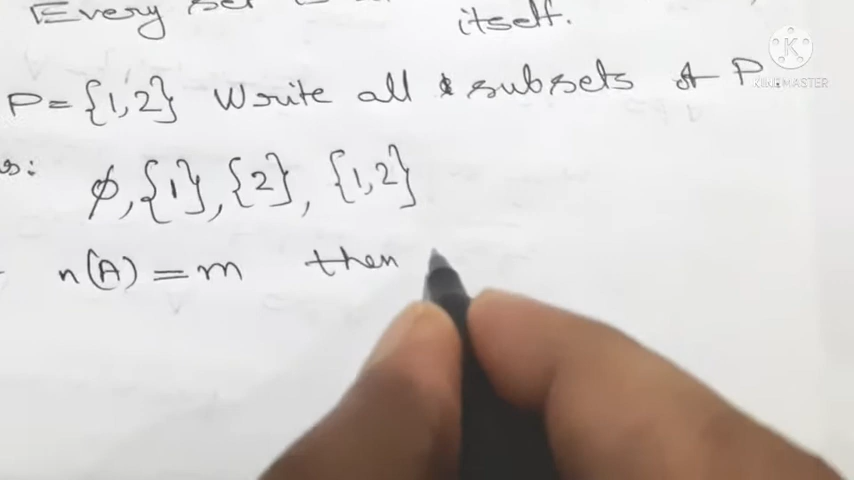 Every set itself.
P = {1,2} Write all subsets of P.
ϕ, {1}, {2}, {1,2}
n(A) = m then
KINEMASTER